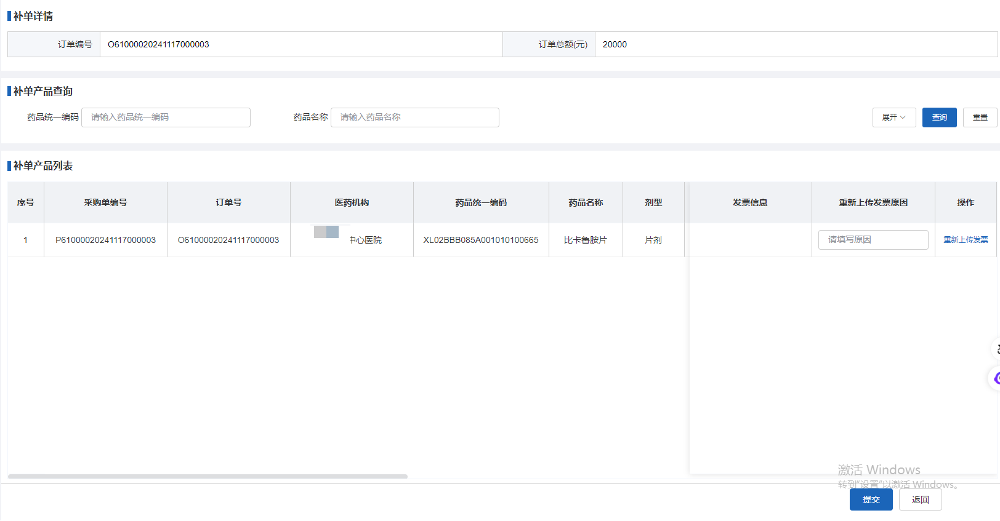 补单详情
订单编号 O61000020241117000003 订单总额(元) 20000
补单产品查询
药品统一编码 请输入药品统一编码 药品名称 请输入药品名称 展开 查询 重置
补单产品列表
序号 采购单编号 订单号 医药机构 药品统一编码 药品名称 剂型 发票信息 重新上传发票原因 操作
1 P61000020241117000003 O61000020241117000003 中心医院 XL02BBB085A001010100665 比卡鲁胺片 片剂 请填写原因 重新上传发票
激活 Windows
转到"设置"以激活 Windows。
提交 返回